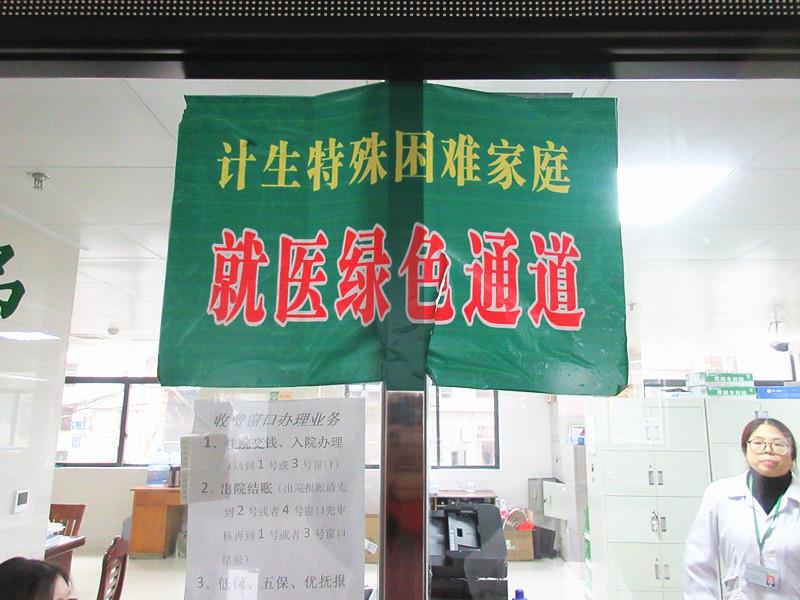 计生特殊困难家庭
就医绿色通道
收费窗口办理业务
1、住院交钱、入院办理
(请到1号或3号窗口)
2、出院结账(出院报账请先
到2号或者4号窗口先审
核再到1号或者3号窗口
结账)
3、低保、五保、优抚报